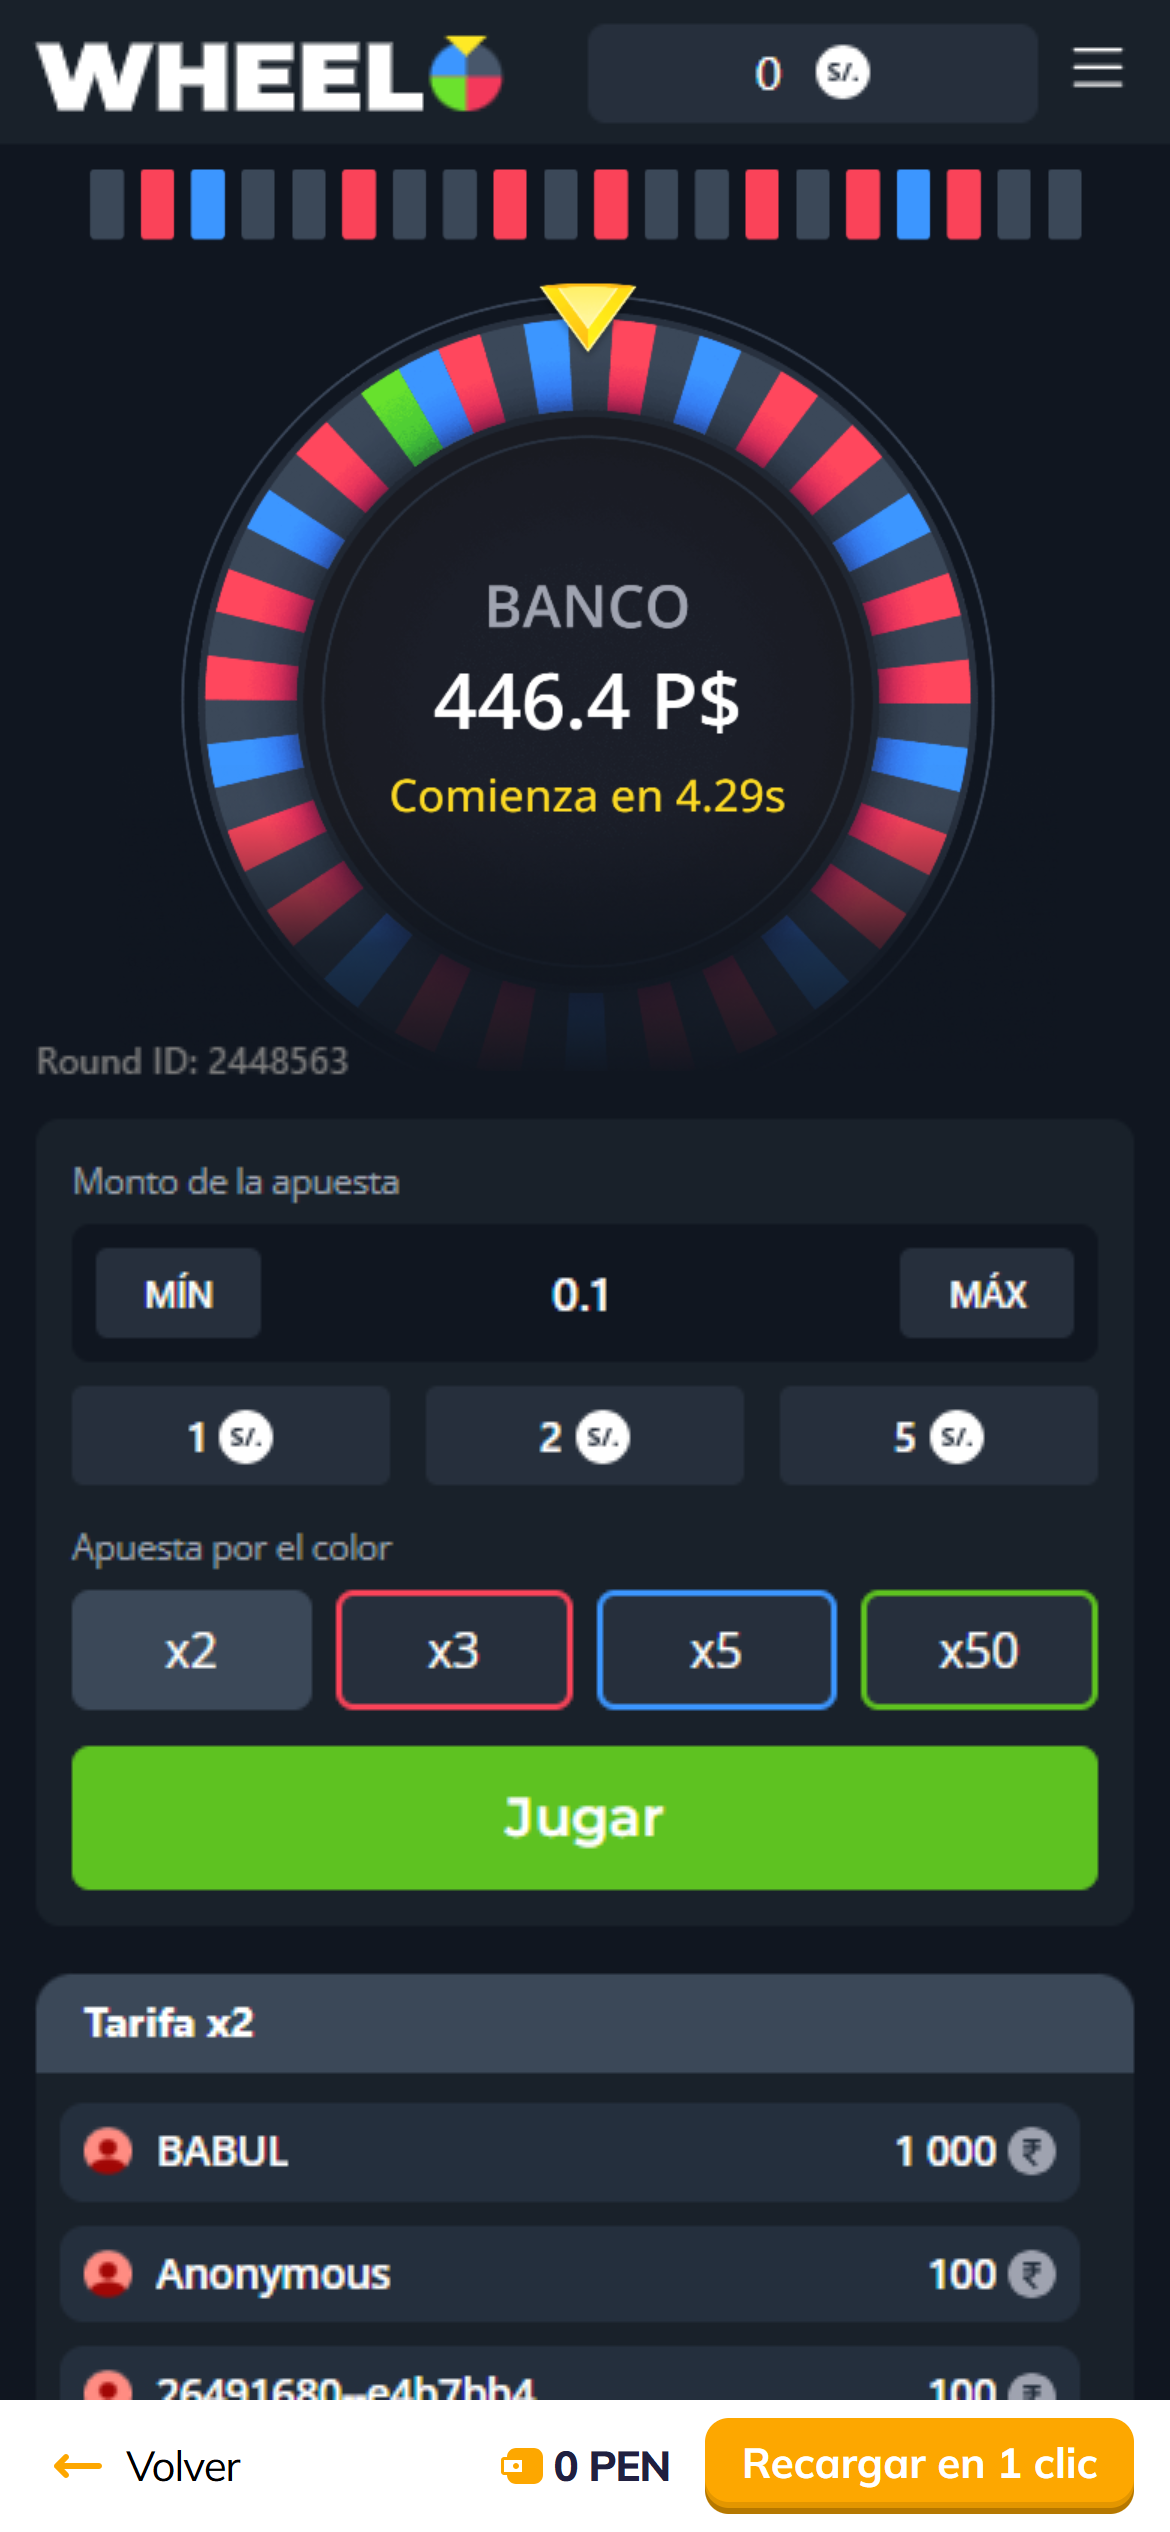 WHEEL
0 S/.
BANCO
446.4 P$
Comienza en 4.29s
Round ID: 2448563
Monto de la apuesta
MÍN 0.1 MÁX
1 S/. 2 S/. 5 S/.
Apuesta por el color
x2 x3 x5 x50
Jugar
Tarifa x2
BABUL 1 000 ₹
Anonymous 100 ₹
26491680--e4b7bb4 100 ₹
Volver 0 PEN Recargar en 1 clic